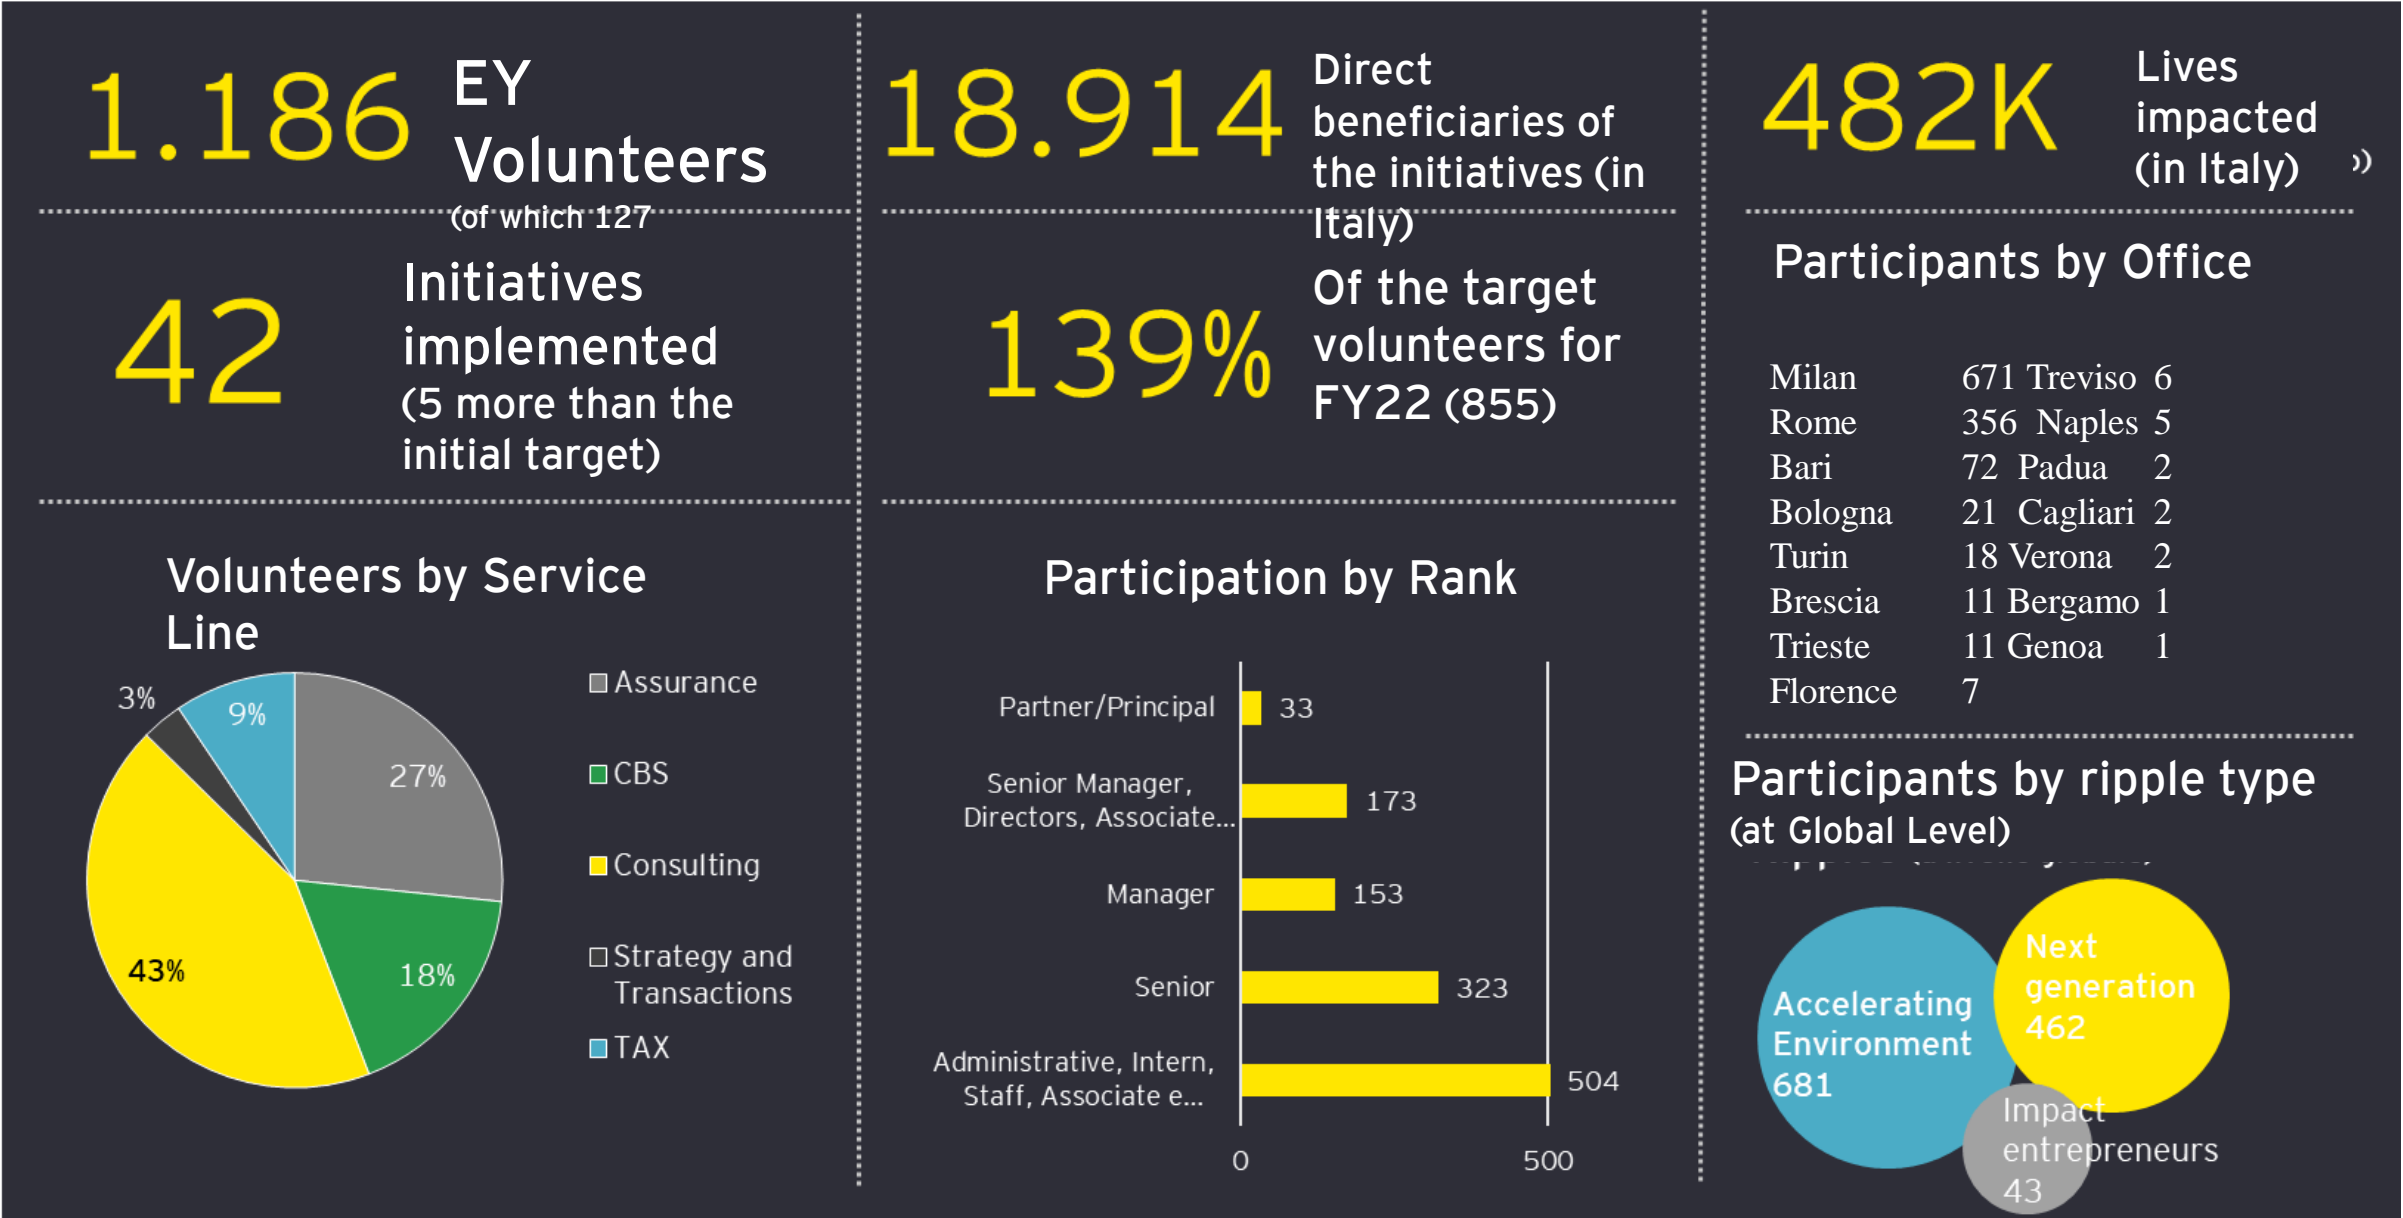 1.186
EY
Volunteers
(of which 127
18.914
Direct
beneficiaries of
the initiatives (in
Italy)
482K
Lives
impacted
(in Italy)
))
42
Initiatives
implemented
(5 more than the
initial target)
139%
Of the target
volunteers for
FY22 (855)
Participants by Office
Milan 671 Treviso 6
Rome 356 Naples 5
Bari 72 Padua 2
Bologna 21 Cagliari 2
Turin 18 Verona 2
Brescia 11 Bergamo 1
Trieste 11 Genoa 1
Florence 7
Volunteers by Service
Line
3%
9%
27%
43%
18%
Assurance
CBS
Consulting
Strategy and
Transactions
TAX
Participation by Rank
Partner/Principal 33
Senior Manager,
Directors, Associate... 173
Manager 153
Senior 323
Administrative, Intern,
Staff, Associate e... 504
0 500
Participants by ripple type
(at Global Level)
Accelerating
Environment
681
Next
generation
462
Impact
entrepreneurs
43